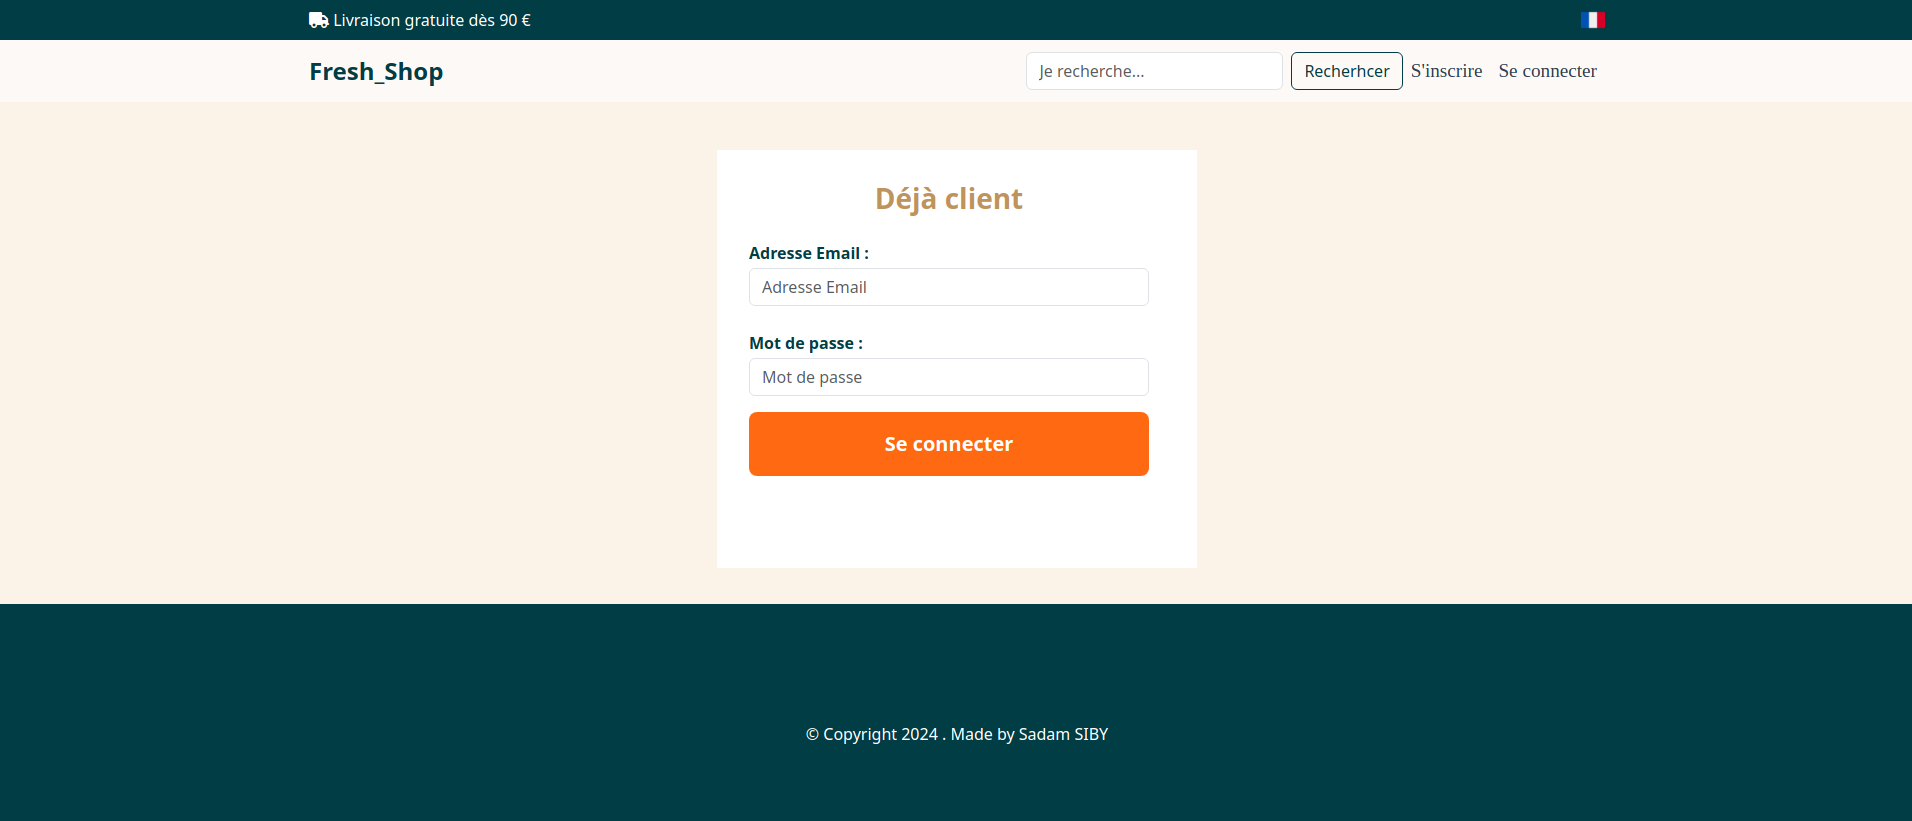 Livraison gratuite dès 90 €
Fresh_Shop
Je recherche...
Recherhcer
S'inscrire
Se connecter
Déjà client
Adresse Email :
Adresse Email
Mot de passe :
Mot de passe
Se connecter
© Copyright 2024 . Made by Sadam SIBY